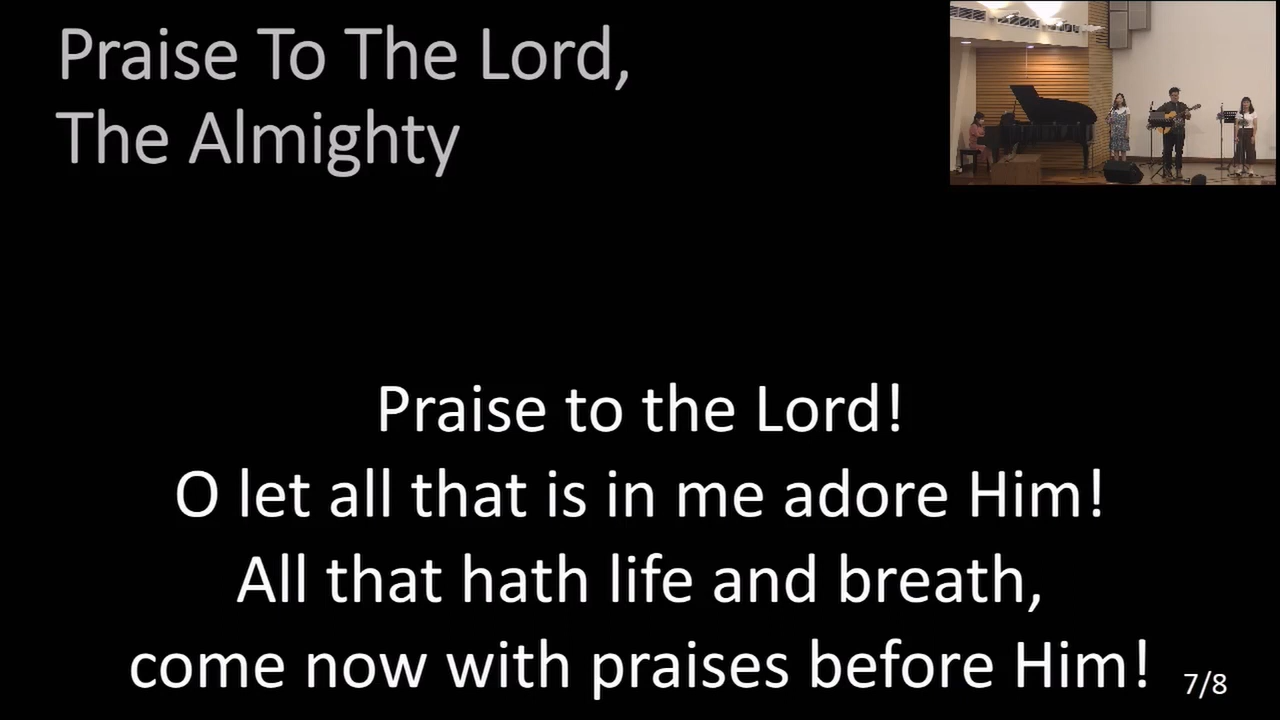 Praise To The Lord,
The Almighty
Praise to the Lord!
O let all that is in me adore Him!
All that hath life and breath,
come now with praises before Him!
7/8